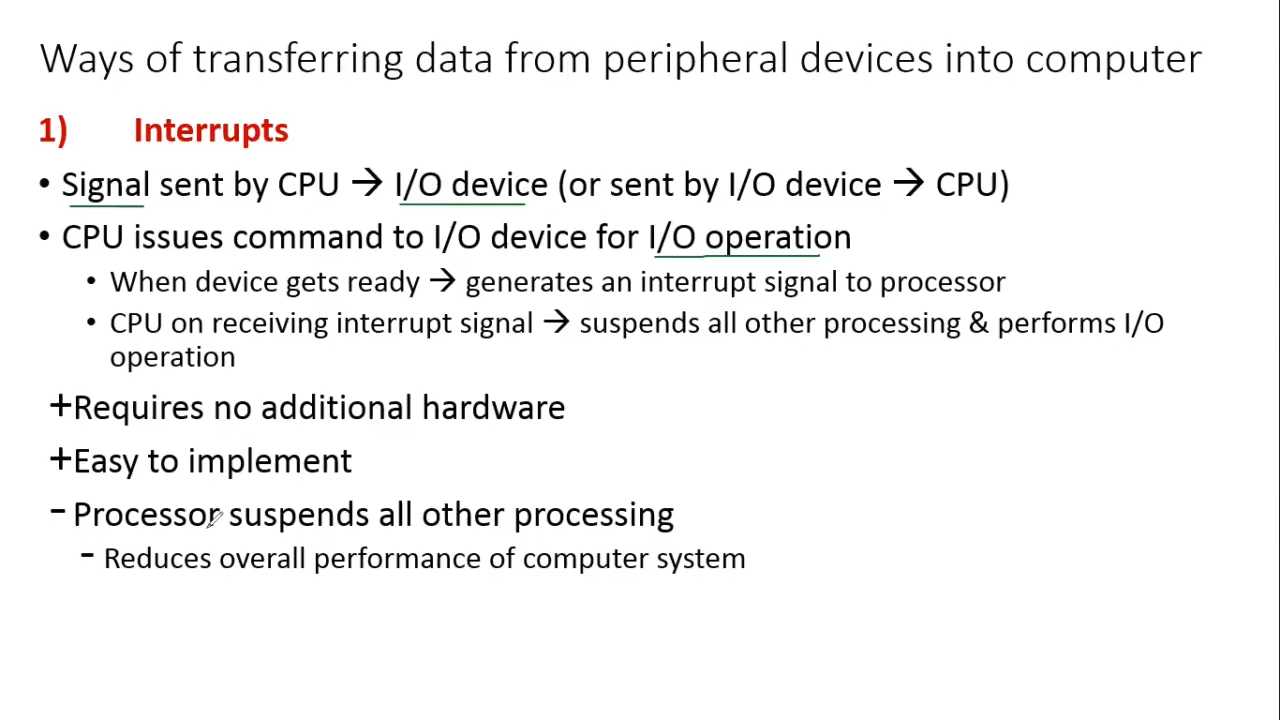 Ways of transferring data from peripheral devices into computer
1) Interrupts
• Signal sent by CPU → I/O device (or sent by I/O device → CPU)
• CPU issues command to I/O device for I/O operation
• When device gets ready → generates an interrupt signal to processor
• CPU on receiving interrupt signal → suspends all other processing & performs I/O
operation
+Requires no additional hardware
+Easy to implement
- Processor suspends all other processing
- Reduces overall performance of computer system